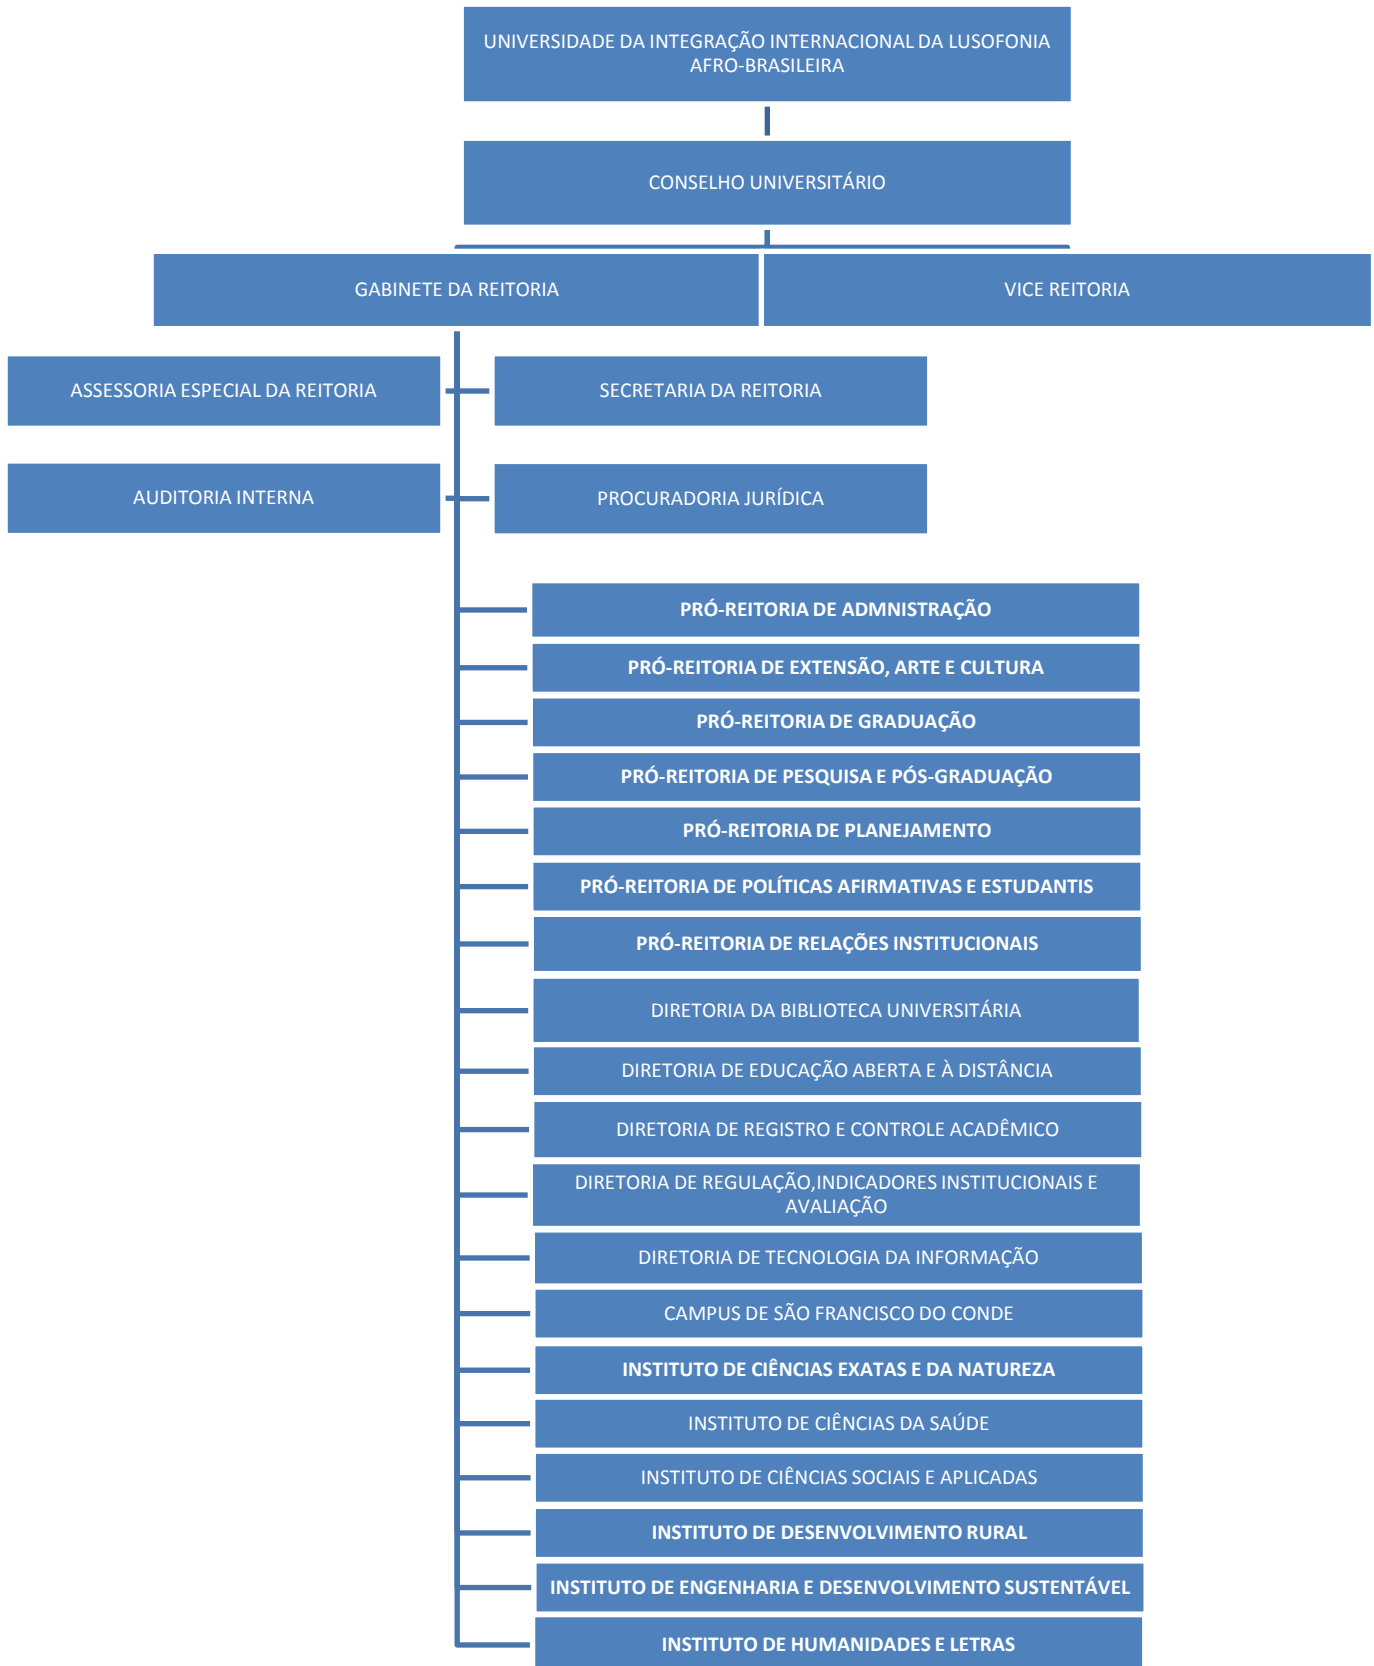 UNIVERSIDADE DA INTEGRAÇÃO INTERNACIONAL DA LUSOFONIA
AFRO-BRASILEIRA
CONSELHO UNIVERSITÁRIO
GABINETE DA REITORIA
VICE REITORIA
ASSESSORIA ESPECIAL DA REITORIA
SECRETARIA DA REITORIA
AUDITORIA INTERNA
PROCURADORIA JURÍDICA
PRÓ-REITORIA DE ADMNISTRAÇÃO
PRÓ-REITORIA DE EXTENSÃO, ARTE E CULTURA
PRÓ-REITORIA DE GRADUAÇÃO
PRÓ-REITORIA DE PESQUISA E PÓS-GRADUAÇÃO
PRÓ-REITORIA DE PLANEJAMENTO
PRÓ-REITORIA DE POLÍTICAS AFIRMATIVAS E ESTUDANTIS
PRÓ-REITORIA DE RELAÇÕES INSTITUCIONAIS
DIRETORIA DA BIBLIOTECA UNIVERSITÁRIA
DIRETORIA DE EDUCAÇÃO ABERTA E À DISTÂNCIA
DIRETORIA DE REGISTRO E CONTROLE ACADÊMICO
DIRETORIA DE REGULAÇÃO,INDICADORES INSTITUCIONAIS E
AVALIAÇÃO
DIRETORIA DE TECNOLOGIA DA INFORMAÇÃO
CAMPUS DE SÃO FRANCISCO DO CONDE
INSTITUTO DE CIÊNCIAS EXATAS E DA NATUREZA
INSTITUTO DE CIÊNCIAS DA SAÚDE
INSTITUTO DE CIÊNCIAS SOCIAIS E APLICADAS
INSTITUTO DE DESENVOLVIMENTO RURAL
INSTITUTO DE ENGENHARIA E DESENVOLVIMENTO SUSTENTÁVEL
INSTITUTO DE HUMANIDADES E LETRAS